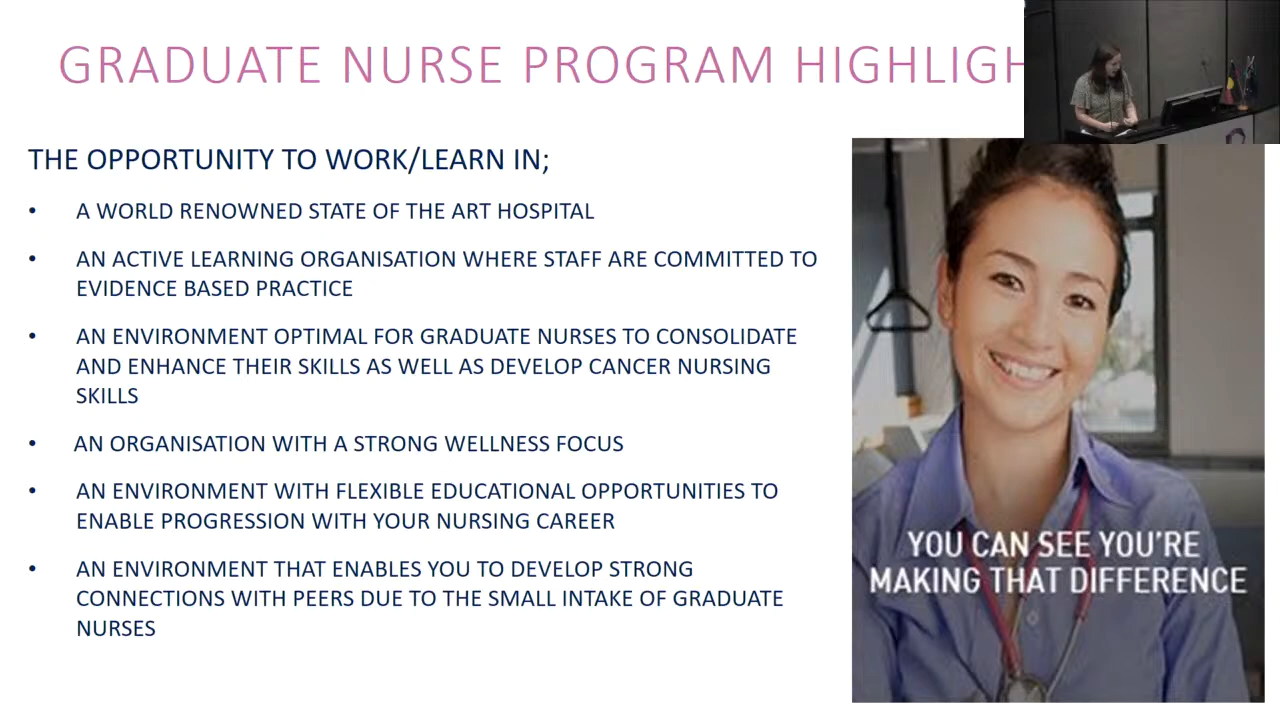 GRADUATE NURSE PROGRAM HIGHLIGH
THE OPPORTUNITY TO WORK/LEARN IN;
• A WORLD RENOWNED STATE OF THE ART HOSPITAL
• AN ACTIVE LEARNING ORGANISATION WHERE STAFF ARE COMMITTED TO
EVIDENCE BASED PRACTICE
• AN ENVIRONMENT OPTIMAL FOR GRADUATE NURSES TO CONSOLIDATE
AND ENHANCE THEIR SKILLS AS WELL AS DEVELOP CANCER NURSING
SKILLS
• AN ORGANISATION WITH A STRONG WELLNESS FOCUS
• AN ENVIRONMENT WITH FLEXIBLE EDUCATIONAL OPPORTUNITIES TO
ENABLE PROGRESSION WITH YOUR NURSING CAREER
• AN ENVIRONMENT THAT ENABLES YOU TO DEVELOP STRONG
CONNECTIONS WITH PEERS DUE TO THE SMALL INTAKE OF GRADUATE
NURSES
YOU CAN SEE YOU'RE
MAKING THAT DIFFERENCE